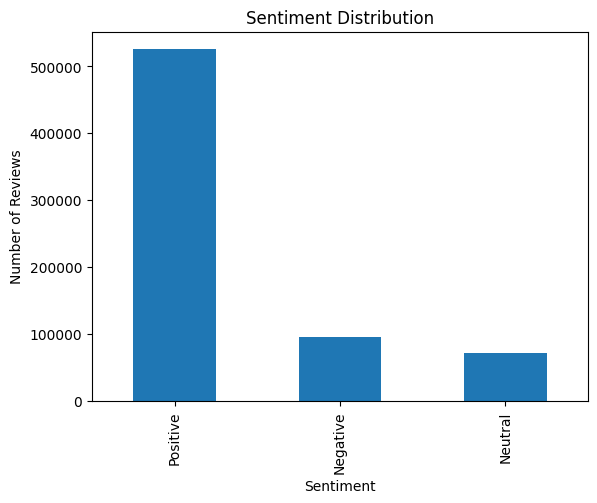 Sentiment Distribution
Number of Reviews
500000
400000
300000
200000
100000
0
Positive
Negative
Neutral
Sentiment